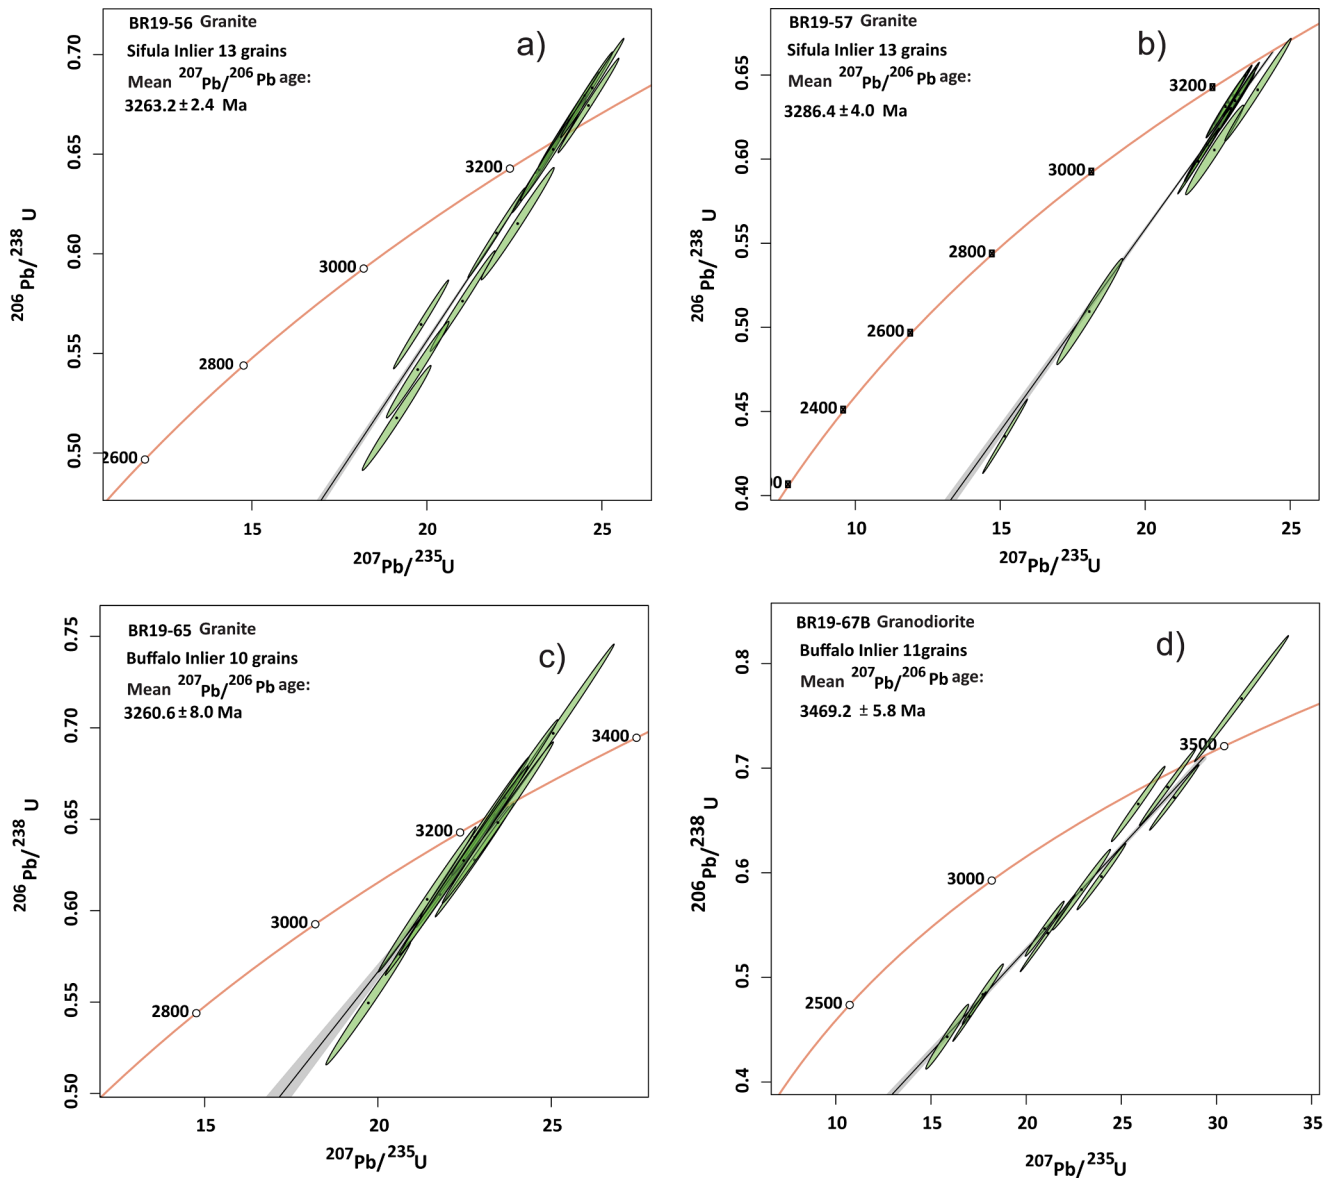 BR19-56 Granite
a)
Sifula Inlier 13 grains
Mean 207Pb/206Pb age:
3263.2 ± 2.4 Ma
0.70
0.65
0.60
0.55
0.50
206Pb/238U
3200
3000
2800
2600
15
20
25
207Pb/235U
BR19-57 Granite
b)
Sifula Inlier 13 grains
Mean 207Pb/206Pb age:
3286.4 ± 4.0 Ma
0.65
0.60
0.55
0.50
0.45
0.40
206Pb/238U
3200
3000
2800
2600
2400
00
10
15
20
25
207Pb/235U
BR19-65 Granite
c)
Buffalo Inlier 10 grains
Mean 207Pb/206Pb age:
3260.6 ± 8.0 Ma
0.75
0.70
0.65
0.60
0.55
0.50
206Pb/238U
3400
3200
3000
2800
15
20
25
207Pb/235U
BR19-67B Granodiorite
d)
Buffalo Inlier 11grains
Mean 207Pb/206Pb age:
3469.2 ± 5.8 Ma
0.8
0.7
0.6
0.5
0.4
206Pb/238U
3500
3000
2500
10
15
20
25
30
35
207Pb/235U